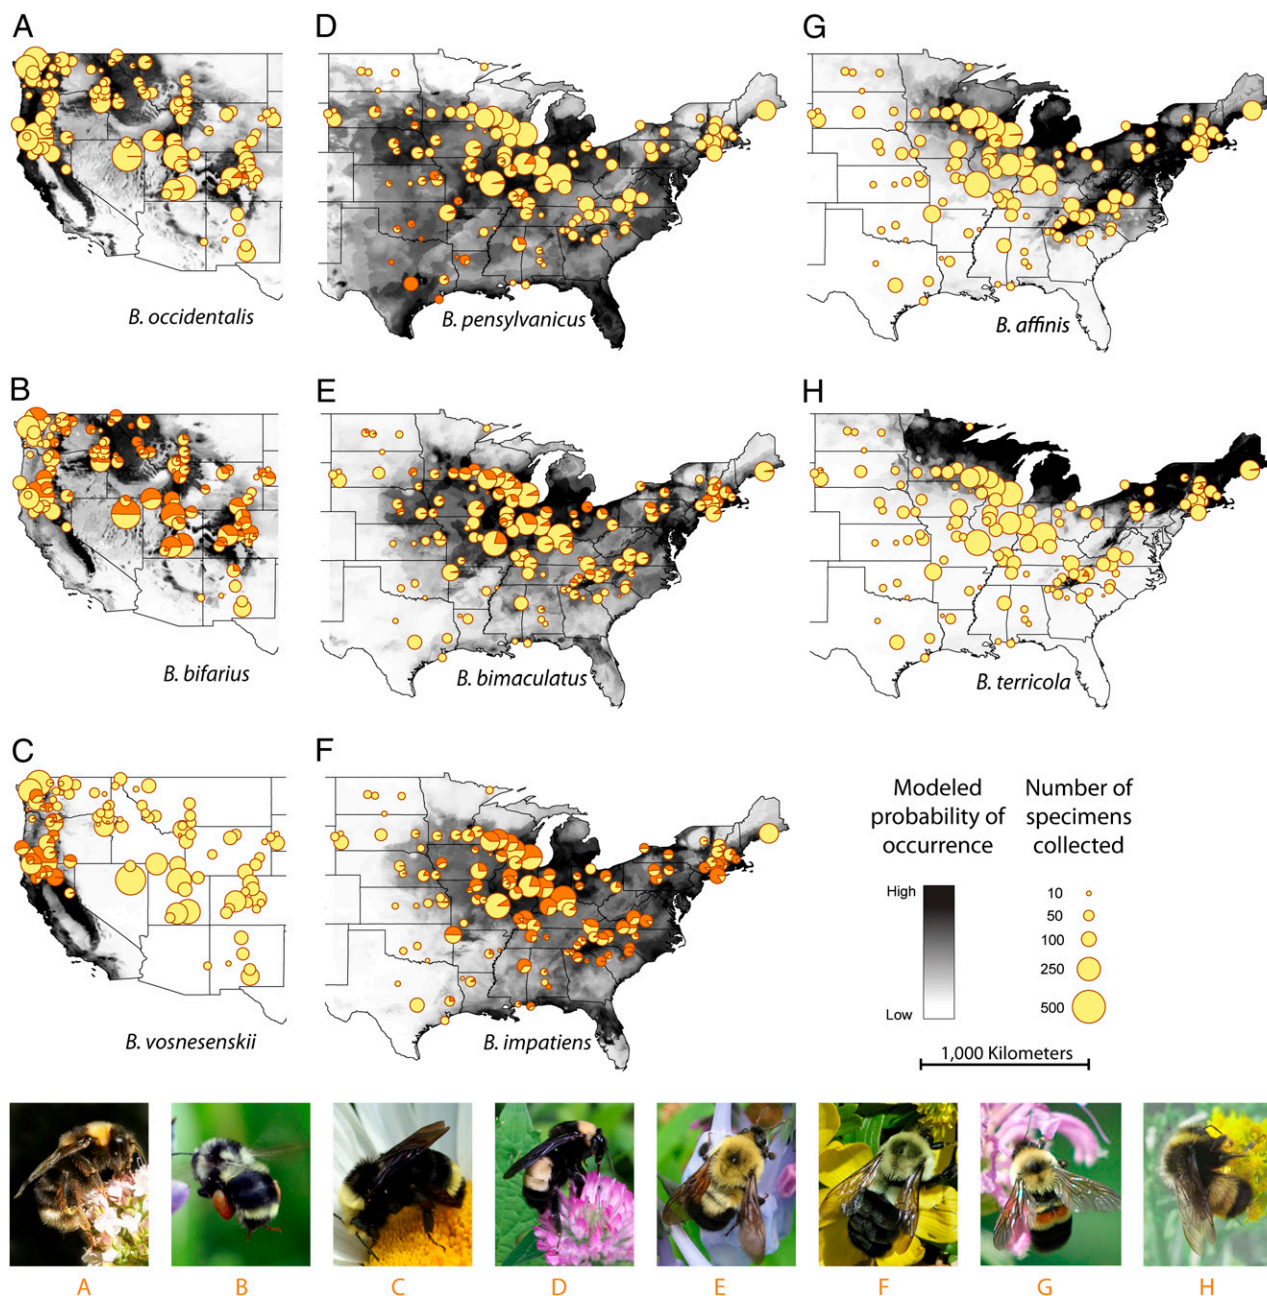 A
D
G
B. occidentalis
B. pensylvanicus
B. affinis
B
E
H
B. bifarius
B. bimaculatus
B. terricola
C
F
Modeled
probability of
occurrence
High
Low
Number of
specimens
collected
10
50
100
250
500
1,000 Kilometers
B. vosnesenskii
B. impatiens
A
B
C
D
E
F
G
H